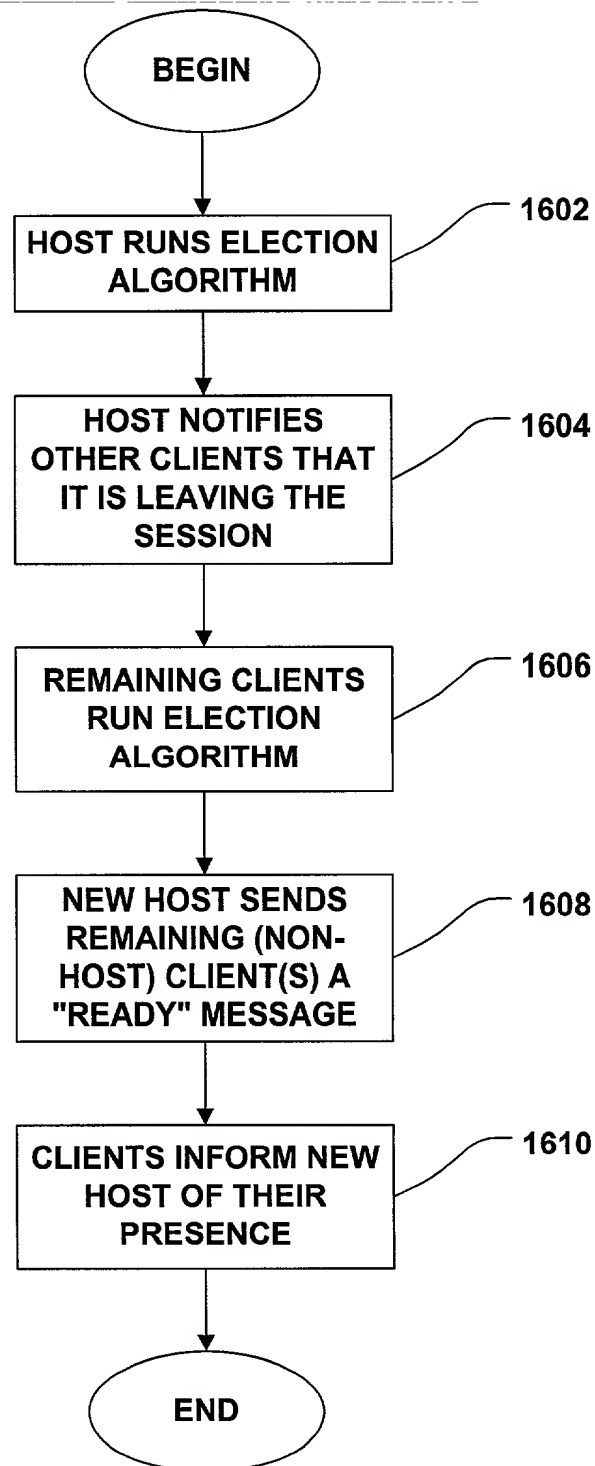 BEGIN
1602
HOST RUNS ELECTION
ALGORITHM
1604
HOST NOTIFIES
OTHER CLIENTS THAT
IT IS LEAVING THE
SESSION
1606
REMAINING CLIENTS
RUN ELECTION
ALGORITHM
1608
NEW HOST SENDS
REMAINING (NON-
HOST) CLIENT(S) A
"READY" MESSAGE
1610
CLIENTS INFORM NEW
HOST OF THEIR
PRESENCE
END